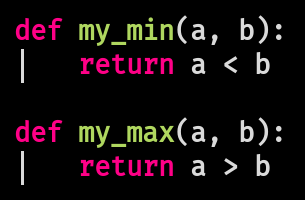 def my_min(a, b):
    return a < b
def my_max(a, b):
    return a > b